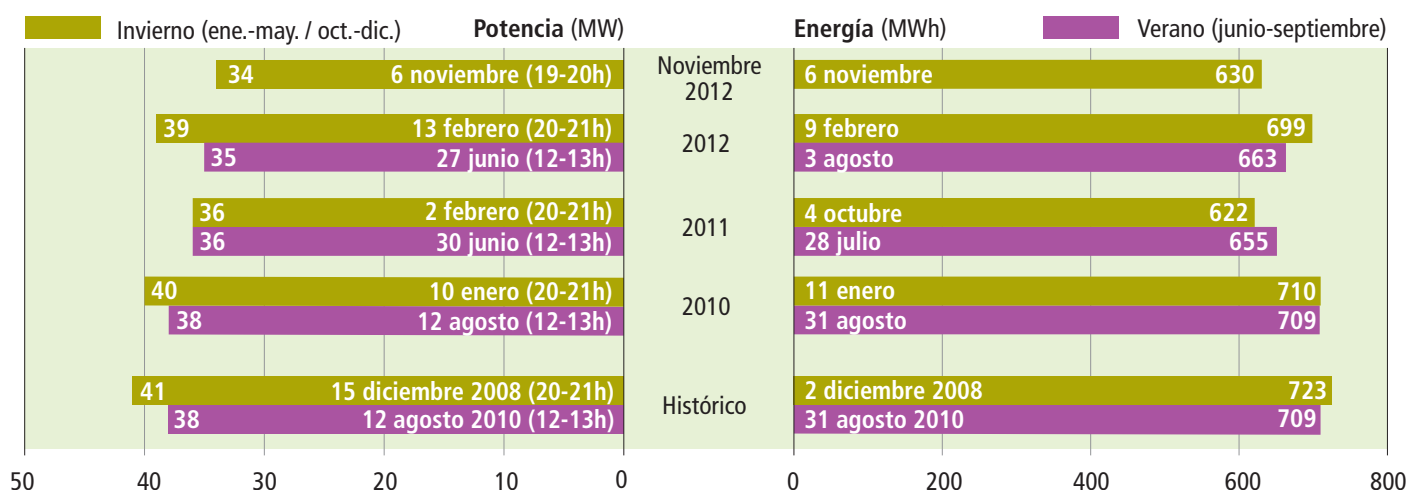 Invierno (ene.-may. / oct.-dic.) Potencia (MW) Energía (MWh) Verano (junio-septiembre)
34 6 noviembre (19-20h) Noviembre 2012 6 noviembre 630
39 13 febrero (20-21h) 2012 9 febrero 699
35 27 junio (12-13h) 3 agosto 663
36 2 febrero (20-21h) 2011 4 octubre 622
36 30 junio (12-13h) 28 julio 655
40 10 enero (20-21h) 2010 11 enero 710
38 12 agosto (12-13h) 31 agosto 709
41 15 diciembre 2008 (20-21h) Histórico 2 diciembre 2008 723
38 12 agosto 2010 (12-13h) 31 agosto 2010 709
50 40 30 20 10 0 0 200 400 600 800